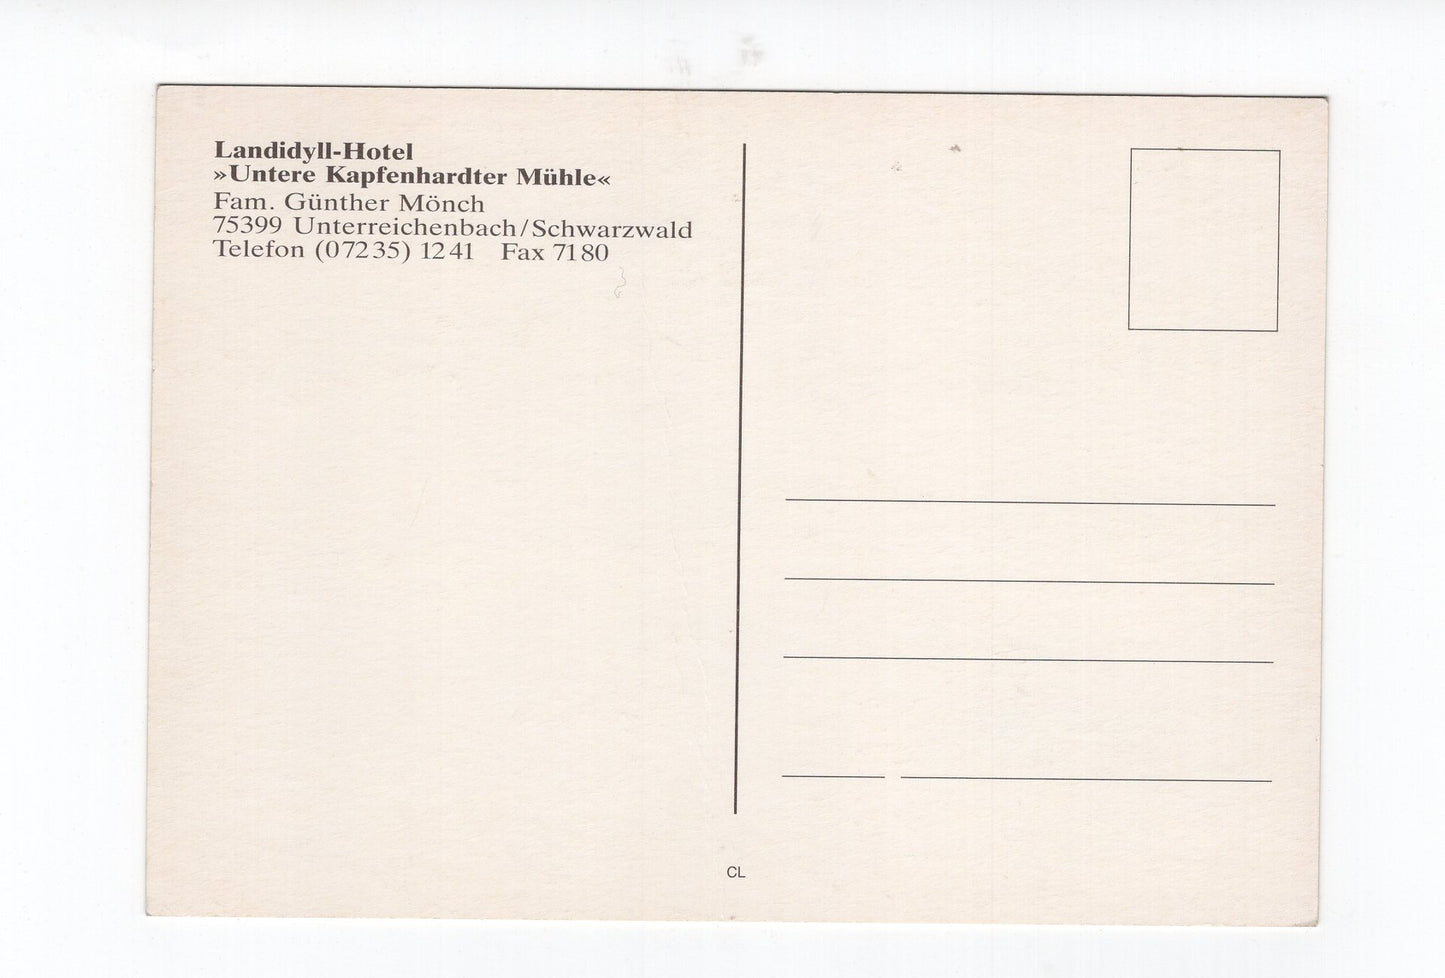 Landidyll-Hotel
»Untere Kapfenhardter Mühle«
Fam. Günther Mönch
75399 Unterreichenbach/Schwarzwald
Telefon (07235) 1241 Fax 7180
CL